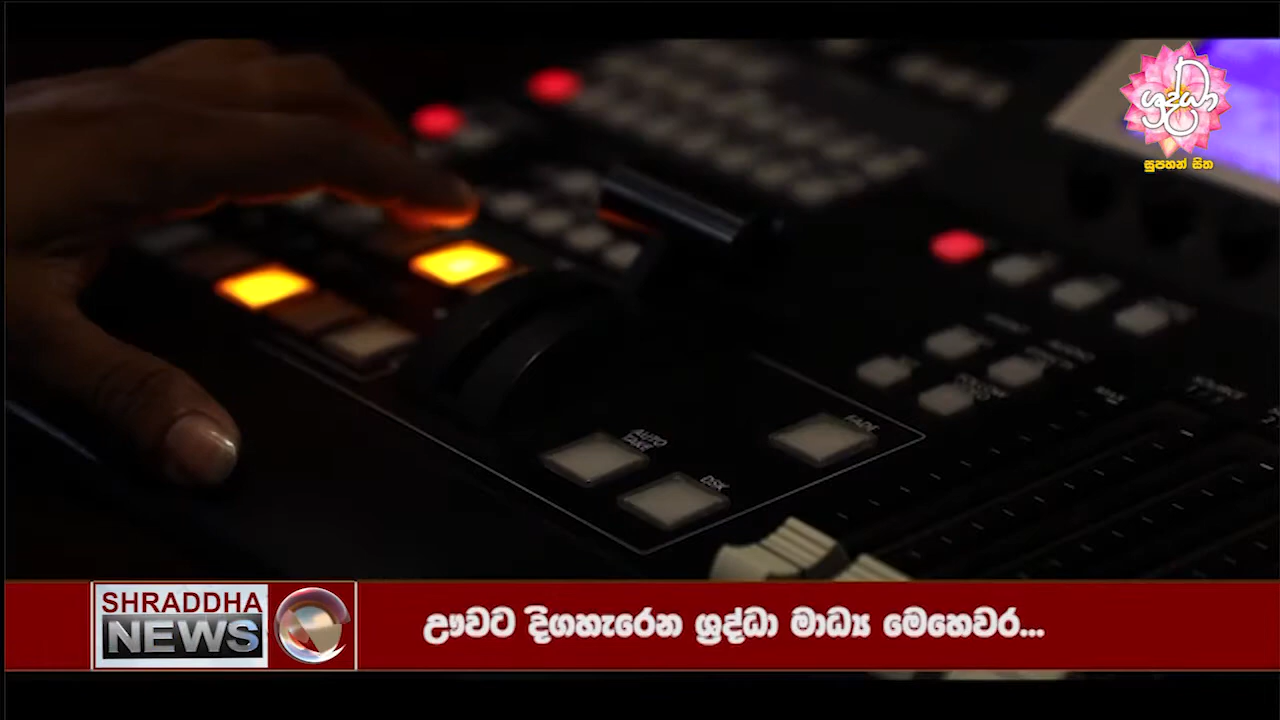 ශ්‍රද්ධා
සුපහන් සිත
FADE
AUTO
TAKE
DSK
SHRADDHA
NEWS
ඌවට දිගහැරෙන ශ්‍රද්ධා මාධ්‍ය මෙහෙවර...